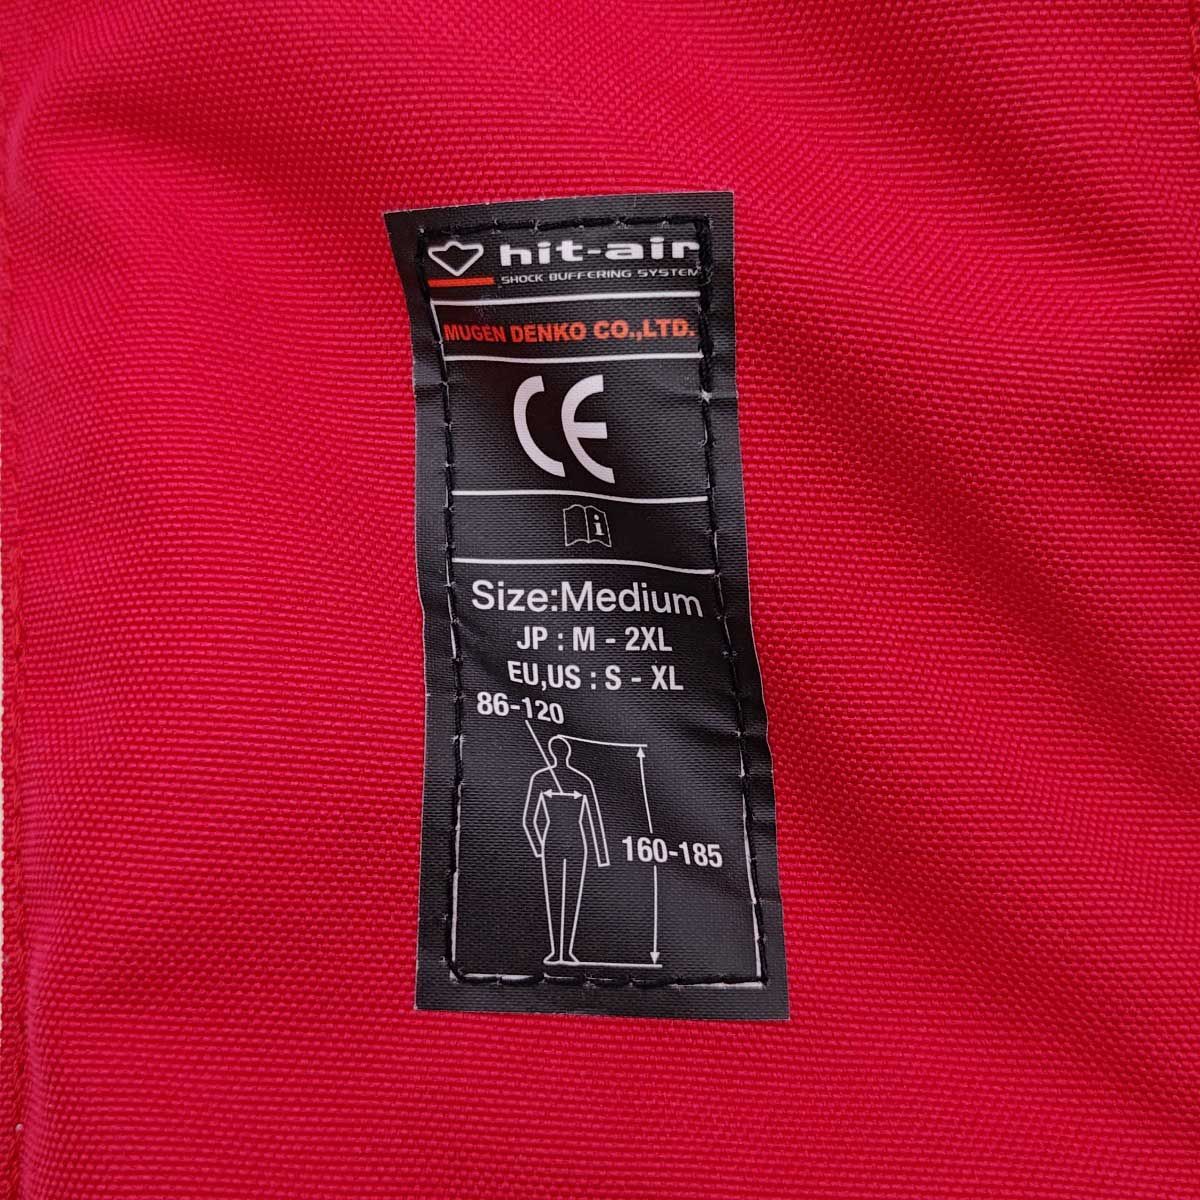 hit-air
SHOCK BUFFERING SYSTEM
MUGEN DENKO CO.,LTD.
CE
i
Size:Medium
JP : M - 2XL
EU,US : S - XL
86-120
160-185